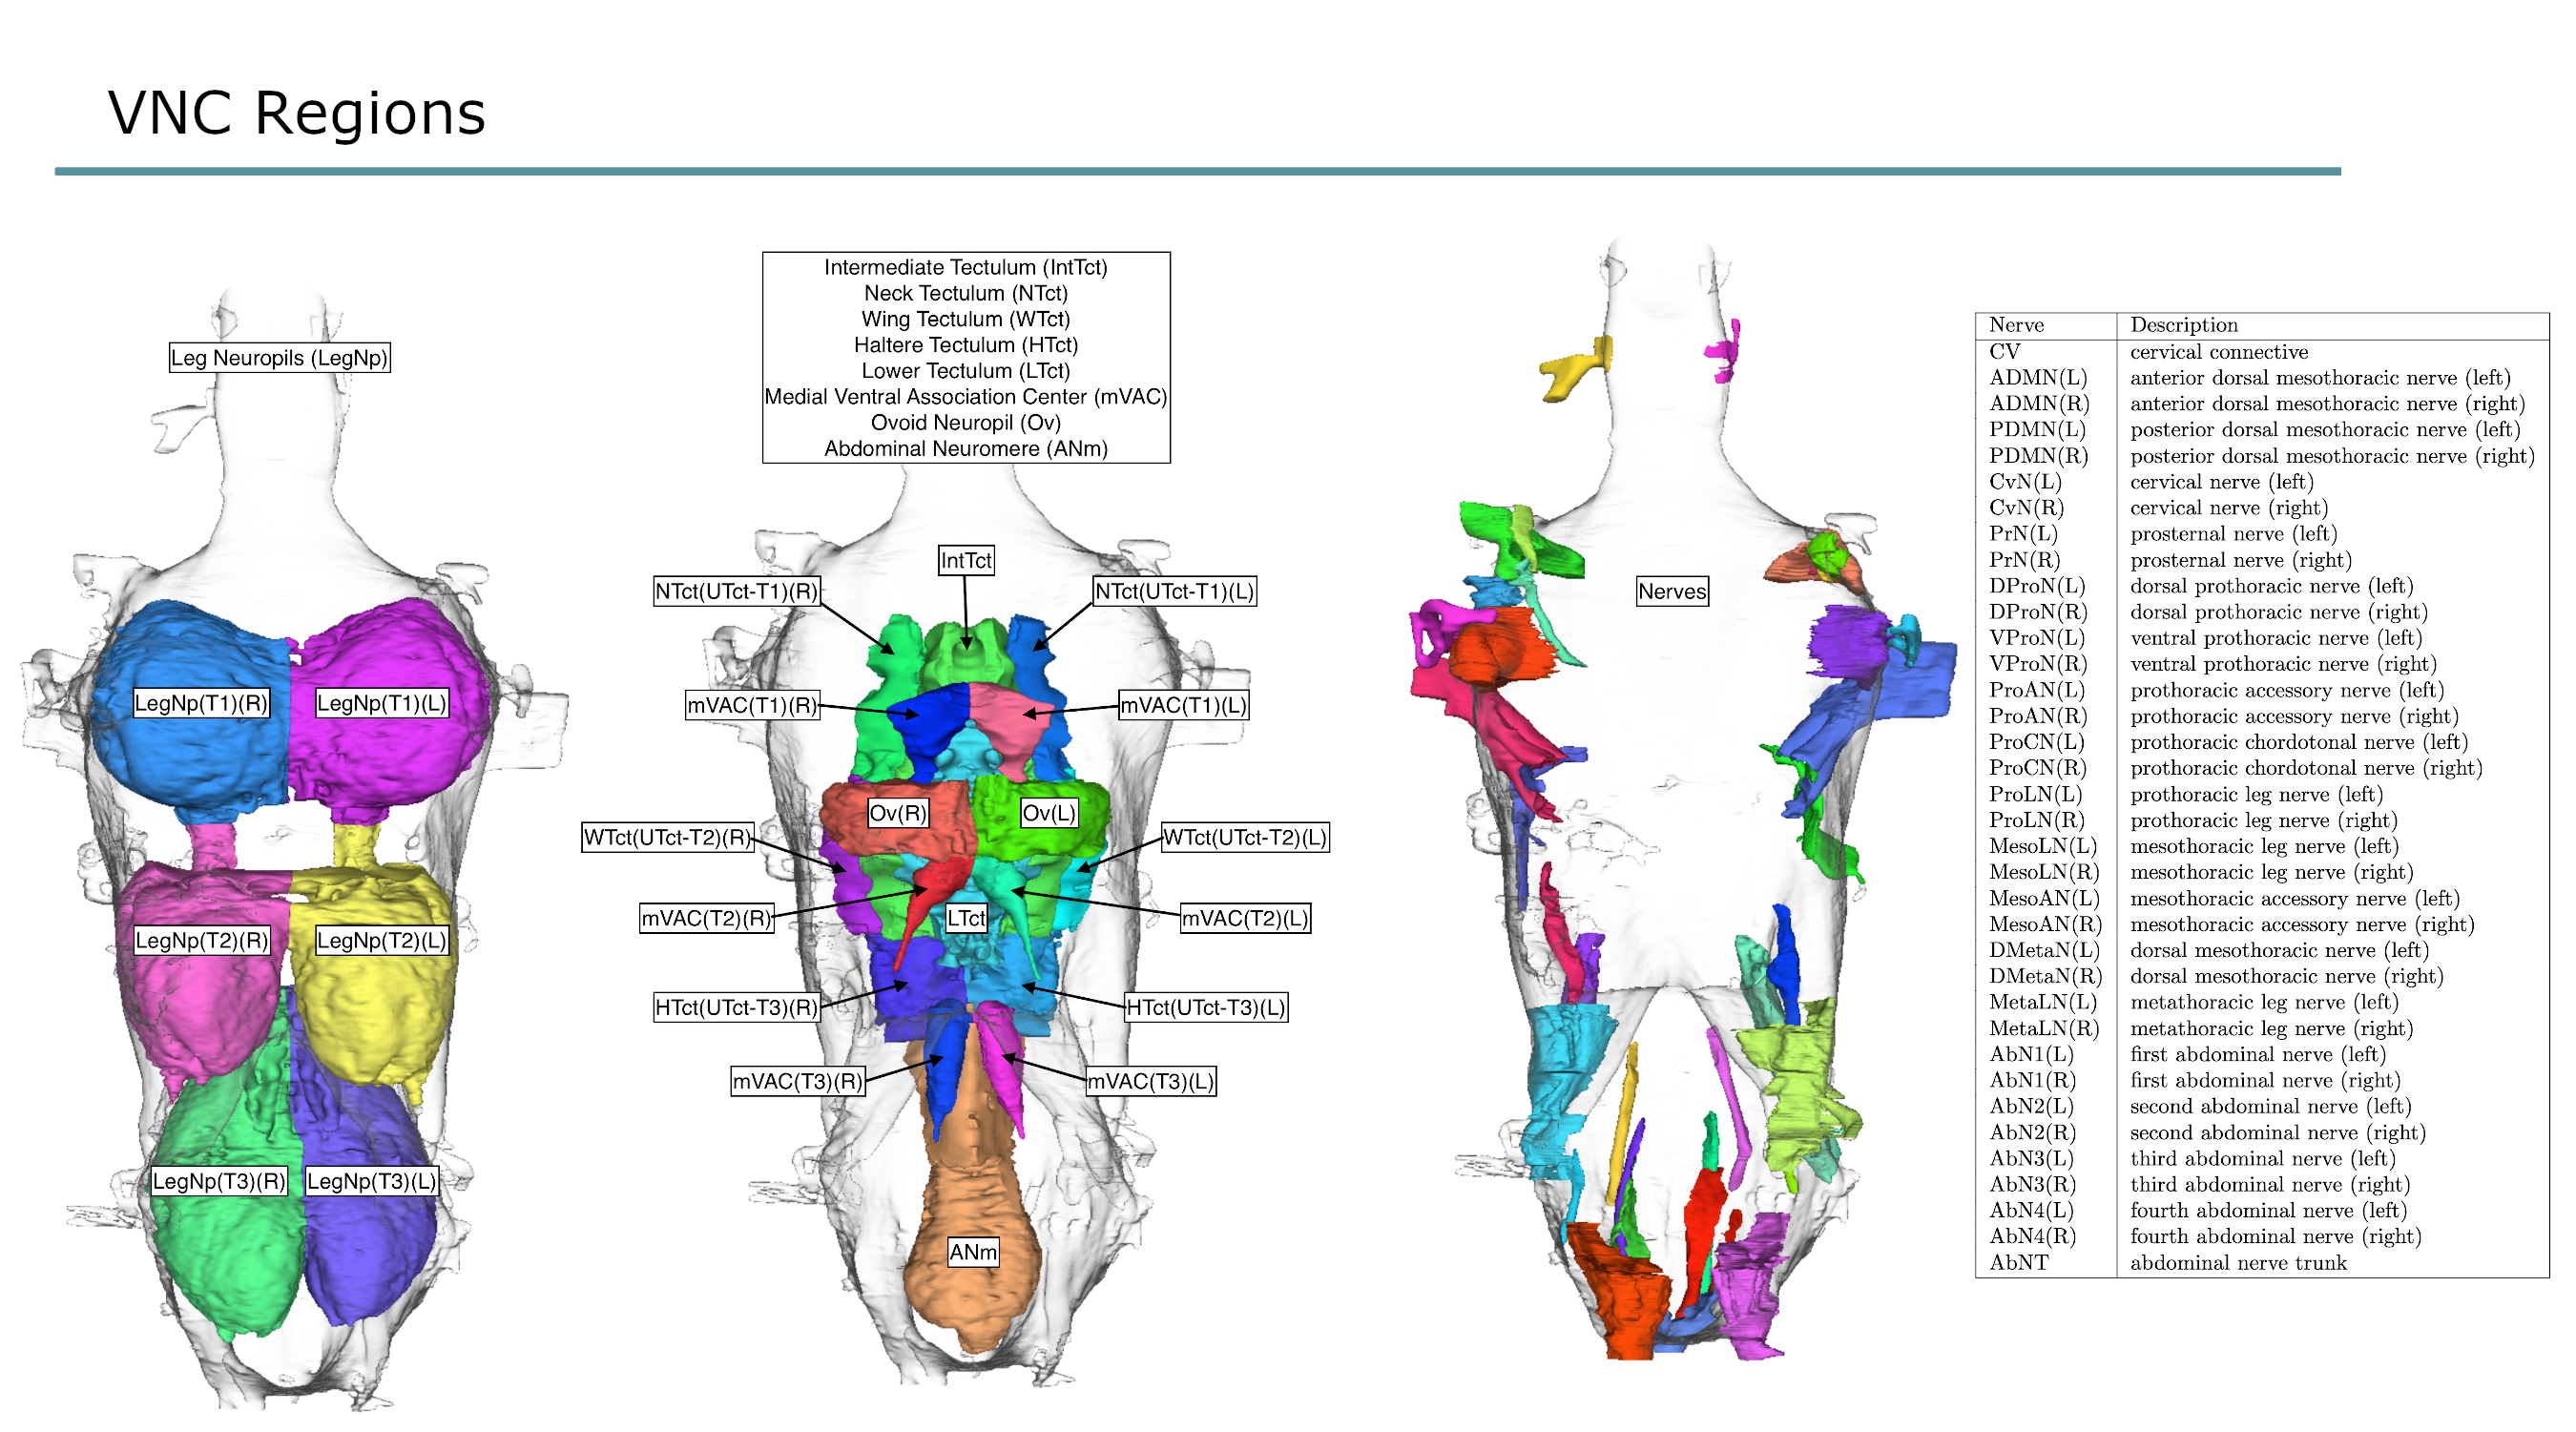 VNC Regions
Leg Neuropils (LegNp)
LegNp(T1)(R)
LegNp(T1)(L)
LegNp(T2)(R)
LegNp(T2)(L)
LegNp(T3)(R)
LegNp(T3)(L)
Intermediate Tectulum (IntTct)
Neck Tectulum (NTct)
Wing Tectulum (WTct)
Haltere Tectulum (HTct)
Lower Tectulum (LTct)
Medial Ventral Association Center (mVAC)
Ovoid Neuropil (Ov)
Abdominal Neuromere (ANm)
IntTct
NTct(UTct-T1)(R)
NTct(UTct-T1)(L)
mVAC(T1)(R)
mVAC(T1)(L)
Ov(R)
Ov(L)
WTct(UTct-T2)(R)
WTct(UTct-T2)(L)
mVAC(T2)(R)
LTct
mVAC(T2)(L)
HTct(UTct-T3)(R)
HTct(UTct-T3)(L)
mVAC(T3)(R)
mVAC(T3)(L)
ANm
Nerves
Nerve Description
CV cervical connective
ADMN(L) anterior dorsal mesothoracic nerve (left)
ADMN(R) anterior dorsal mesothoracic nerve (right)
PDMN(L) posterior dorsal mesothoracic nerve (left)
PDMN(R) posterior dorsal mesothoracic nerve (right)
CvN(L) cervical nerve (left)
CvN(R) cervical nerve (right)
PrN(L) prosternal nerve (left)
PrN(R) prosternal nerve (right)
DProN(L) dorsal prothoracic nerve (left)
DProN(R) dorsal prothoracic nerve (right)
VProN(L) ventral prothoracic nerve (left)
VProN(R) ventral prothoracic nerve (right)
ProAN(L) prothoracic accessory nerve (left)
ProAN(R) prothoracic accessory nerve (right)
ProCN(L) prothoracic chordotonal nerve (left)
ProCN(R) prothoracic chordotonal nerve (right)
ProLN(L) prothoracic leg nerve (left)
ProLN(R) prothoracic leg nerve (right)
MesoLN(L) mesothoracic leg nerve (left)
MesoLN(R) mesothoracic leg nerve (right)
MesoAN(L) mesothoracic accessory nerve (left)
MesoAN(R) mesothoracic accessory nerve (right)
DMetaN(L) dorsal mesothoracic nerve (left)
DMetaN(R) dorsal mesothoracic nerve (right)
MetaLN(L) metathoracic leg nerve (left)
MetaLN(R) metathoracic leg nerve (right)
AbN1(L) first abdominal nerve (left)
AbN1(R) first abdominal nerve (right)
AbN2(L) second abdominal nerve (left)
AbN2(R) second abdominal nerve (right)
AbN3(L) third abdominal nerve (left)
AbN3(R) third abdominal nerve (right)
AbN4(L) fourth abdominal nerve (left)
AbN4(R) fourth abdominal nerve (right)
AbNT abdominal nerve trunk